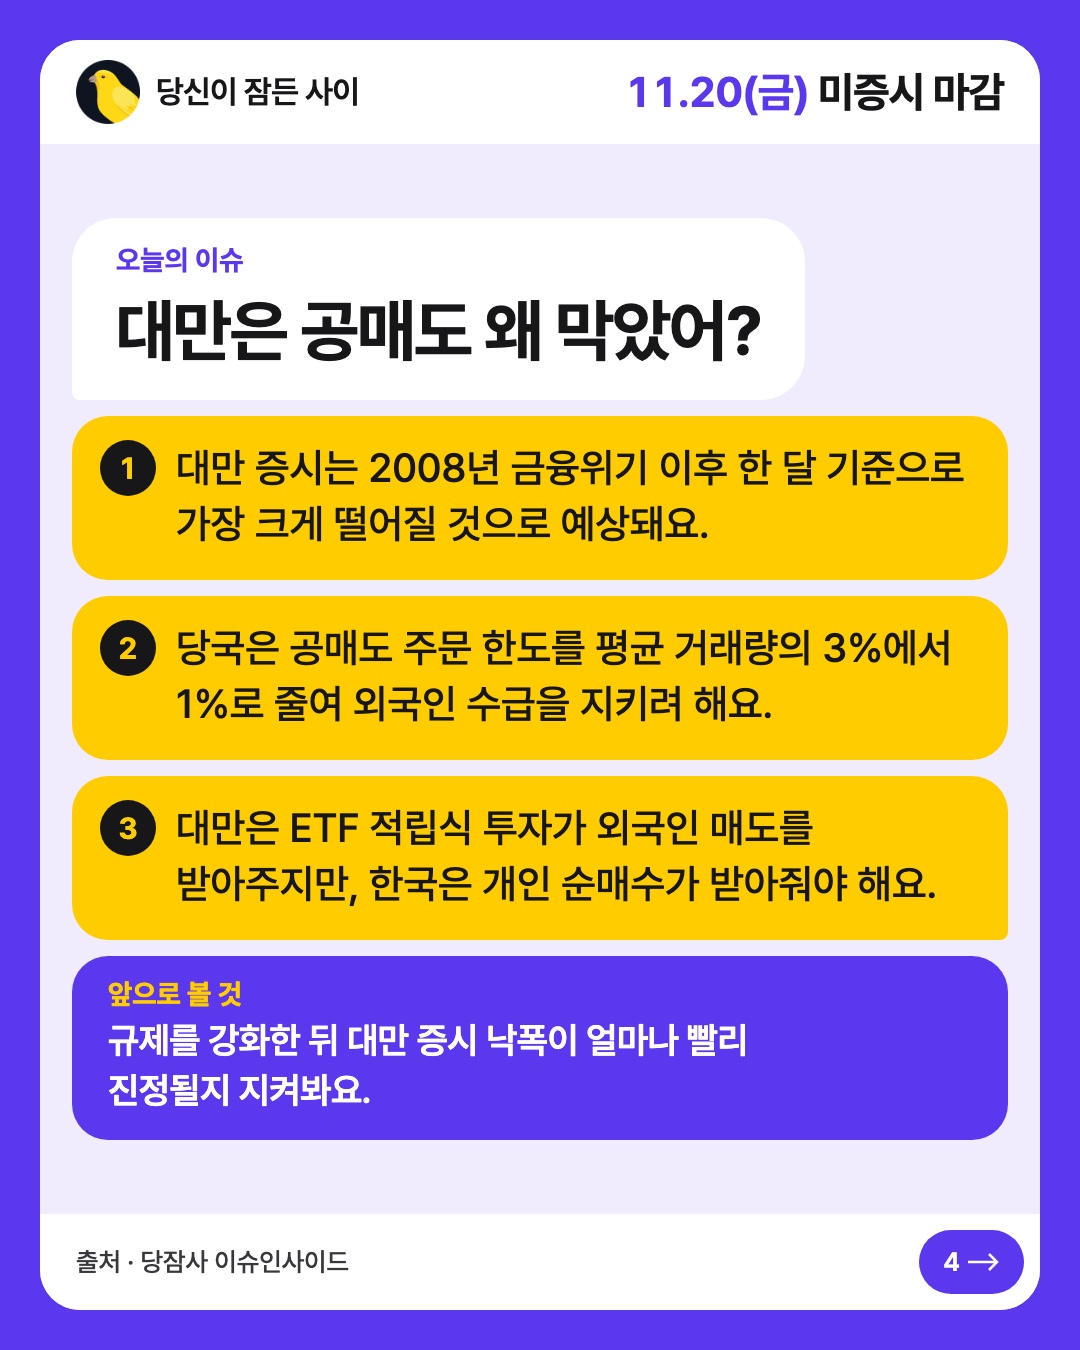 당신이 잠든 사이
11.20(금) 미증시 마감
오늘의 이슈
대만은 공매도 왜 막았어?
1 대만 증시는 2008년 금융위기 이후 한 달 기준으로
가장 크게 떨어질 것으로 예상돼요.
2 당국은 공매도 주문 한도를 평균 거래량의 3%에서
1%로 줄여 외국인 수급을 지키려 해요.
3 대만은 ETF 적립식 투자가 외국인 매도를
받아주지만, 한국은 개인 순매수가 받아줘야 해요.
앞으로 볼 것
규제를 강화한 뒤 대만 증시 낙폭이 얼마나 빨리
진정될지 지켜봐요.
출처 · 당잠사 이슈인사이드
4 →